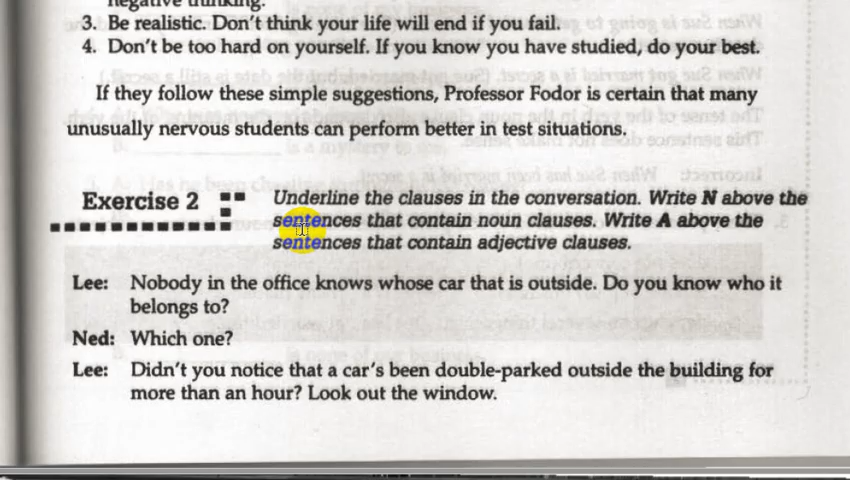 negative thinking.
3. Be realistic. Don't think your life will end if you fail.
4. Don't be too hard on yourself. If you know you have studied, do your best.
If they follow these simple suggestions, Professor Fodor is certain that many
unusually nervous students can perform better in test situations.
Exercise 2
Underline the clauses in the conversation. Write N above the
sentences that contain noun clauses. Write A above the
sentences that contain adjective clauses.
Lee: Nobody in the office knows whose car that is outside. Do you know who it
belongs to?
Ned: Which one?
Lee: Didn't you notice that a car's been double-parked outside the building for
more than an hour? Look out the window.